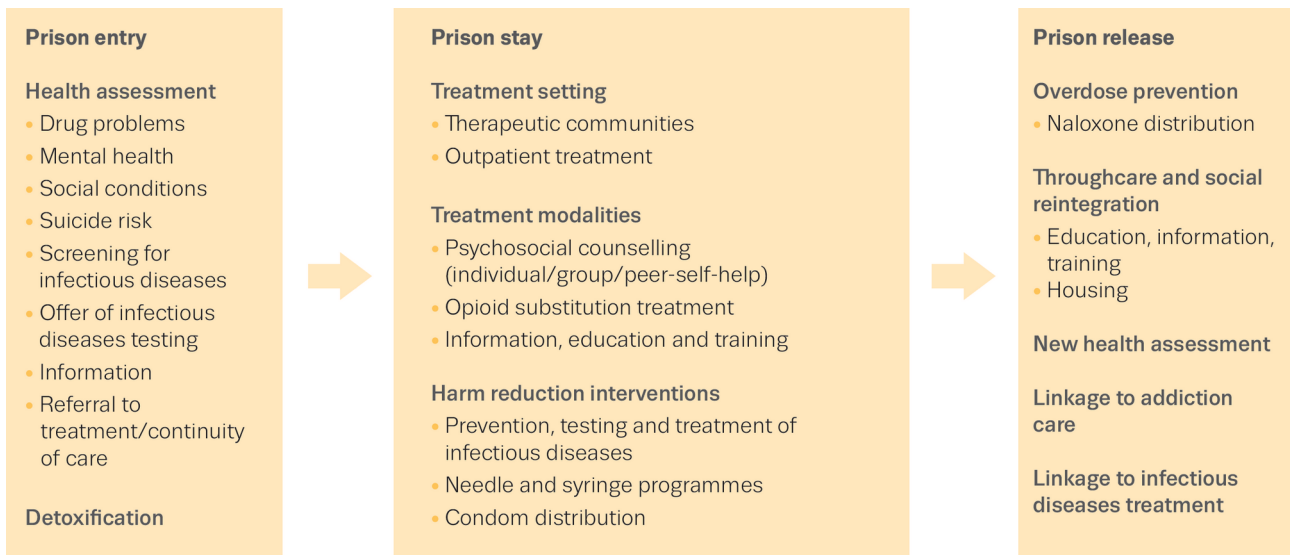 Prison entry
Health assessment
• Drug problems
• Mental health
• Social conditions
• Suicide risk
• Screening for
infectious diseases
• Offer of infectious
diseases testing
• Information
• Referral to
treatment/continuity
of care
Detoxification
Prison stay
Treatment setting
• Therapeutic communities
• Outpatient treatment
Treatment modalities
• Psychosocial counselling
(individual/group/peer-self-help)
• Opioid substitution treatment
• Information, education and training
Harm reduction interventions
• Prevention, testing and treatment of
infectious diseases
• Needle and syringe programmes
• Condom distribution
Prison release
Overdose prevention
• Naloxone distribution
Throughcare and social
reintegration
• Education, information,
training
• Housing
New health assessment
Linkage to addiction
care
Linkage to infectious
diseases treatment